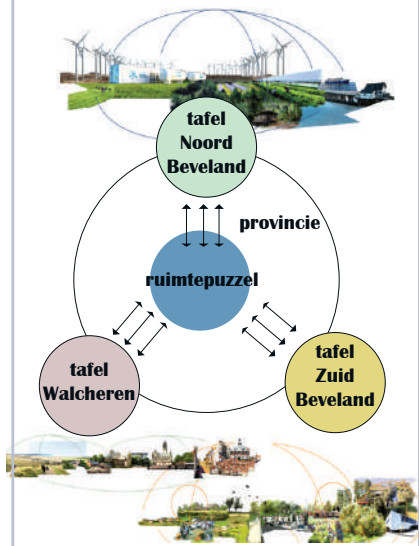 tafel
Noord
Beveland
provincie
ruimtepuzzel
tafel
Walcheren
tafel
Zuid
Beveland